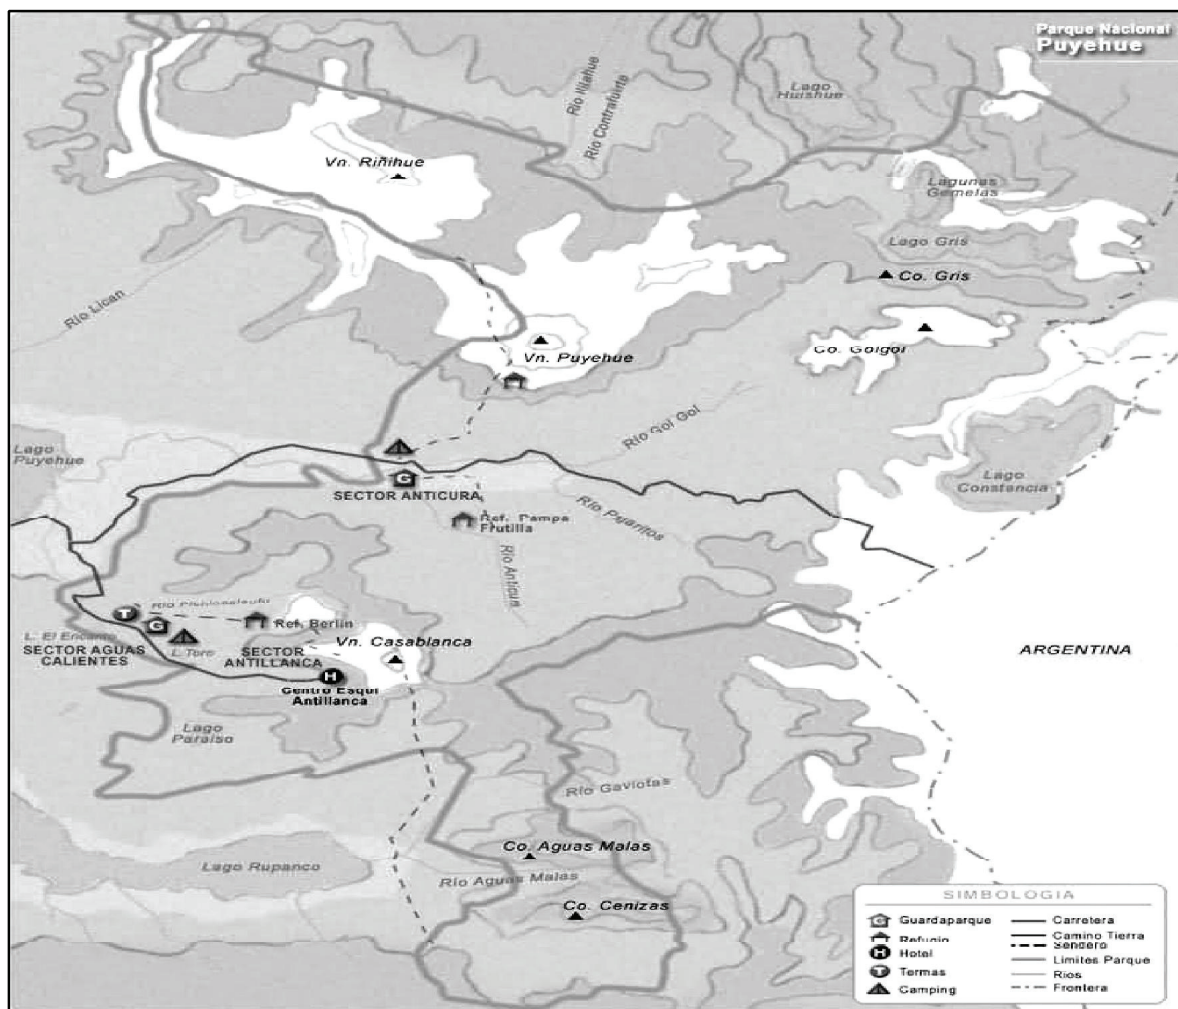 Parque Nacional
Puyehue
Río Illahue
Río Contrafuerte
Lago
Huishue
Vn. Riñihue
Lagunas
Gemelas
Lago Gris
Co. Gris
Río Lican
Co. Golgol
Vn. Puyehue
Río Gol Gol
Lago
Puyehue
Lago
Constancia
SECTOR ANTICURA
Río Pajaritos
Ref. Pampa
Frutilla
Río Anticura
Río
Ref. Berlín
L. El Encanto
L. Toro
SECTOR AGUAS
CALIENTES
SECTOR
ANTILLANCA
Vn. Casablanca
ARGENTINA
Centro Esquí
Antillanca
Lago
Paraíso
Río Gaviotas
Co. Aguas Malas
Lago Rupanco
Río Aguas Malas
Co. Cenizas
SIMBOLOGIA
Guardaparque
Refugio
Hotel
Termas
Camping
Carretera
Camino Tierra
Sendero
Limites Parque
Rios
Frontera
G
G
T
H
G
H
T